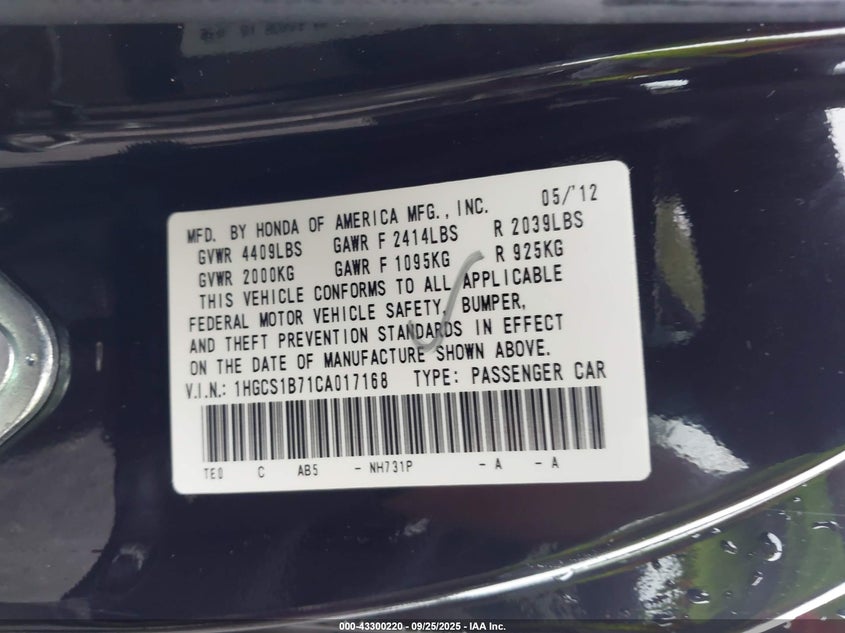 MFD. BY HONDA OF AMERICA MFG., INC. 05/'12
GVWR 4409LBS GAWR F 2414LBS R 2039LBS
GVWR 2000KG GAWR F 1095KG R 925KG
THIS VEHICLE CONFORMS TO ALL APPLICABLE
FEDERAL MOTOR VEHICLE SAFETY, BUMPER,
AND THEFT PREVENTION STANDARDS IN EFFECT
ON THE DATE OF MANUFACTURE SHOWN ABOVE.
V.I.N.: 1HGCS1B71CA017168 TYPE: PASSENGER CAR
TE0 C AB5 - NH731P - A - A
000-43300220 - 09/25/2025 - IAA Inc.